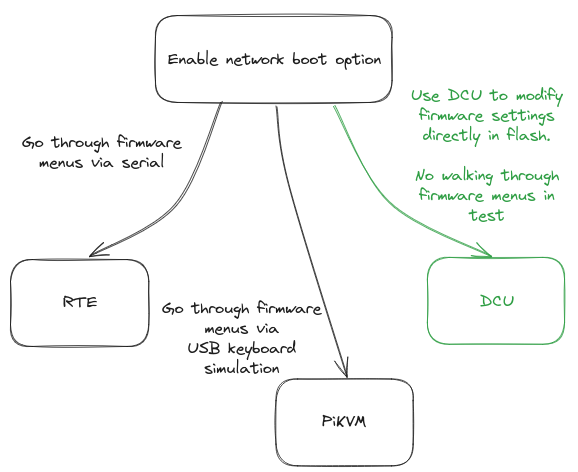 Enable network boot option
Use DCU to modify
firmware settings
directly in flash.
No walking through
firmware menus in
test
Go through firmware
menus via serial
RTE
DCU
Go through firmware
menus via
USB keyboard
simulation
PiKVM